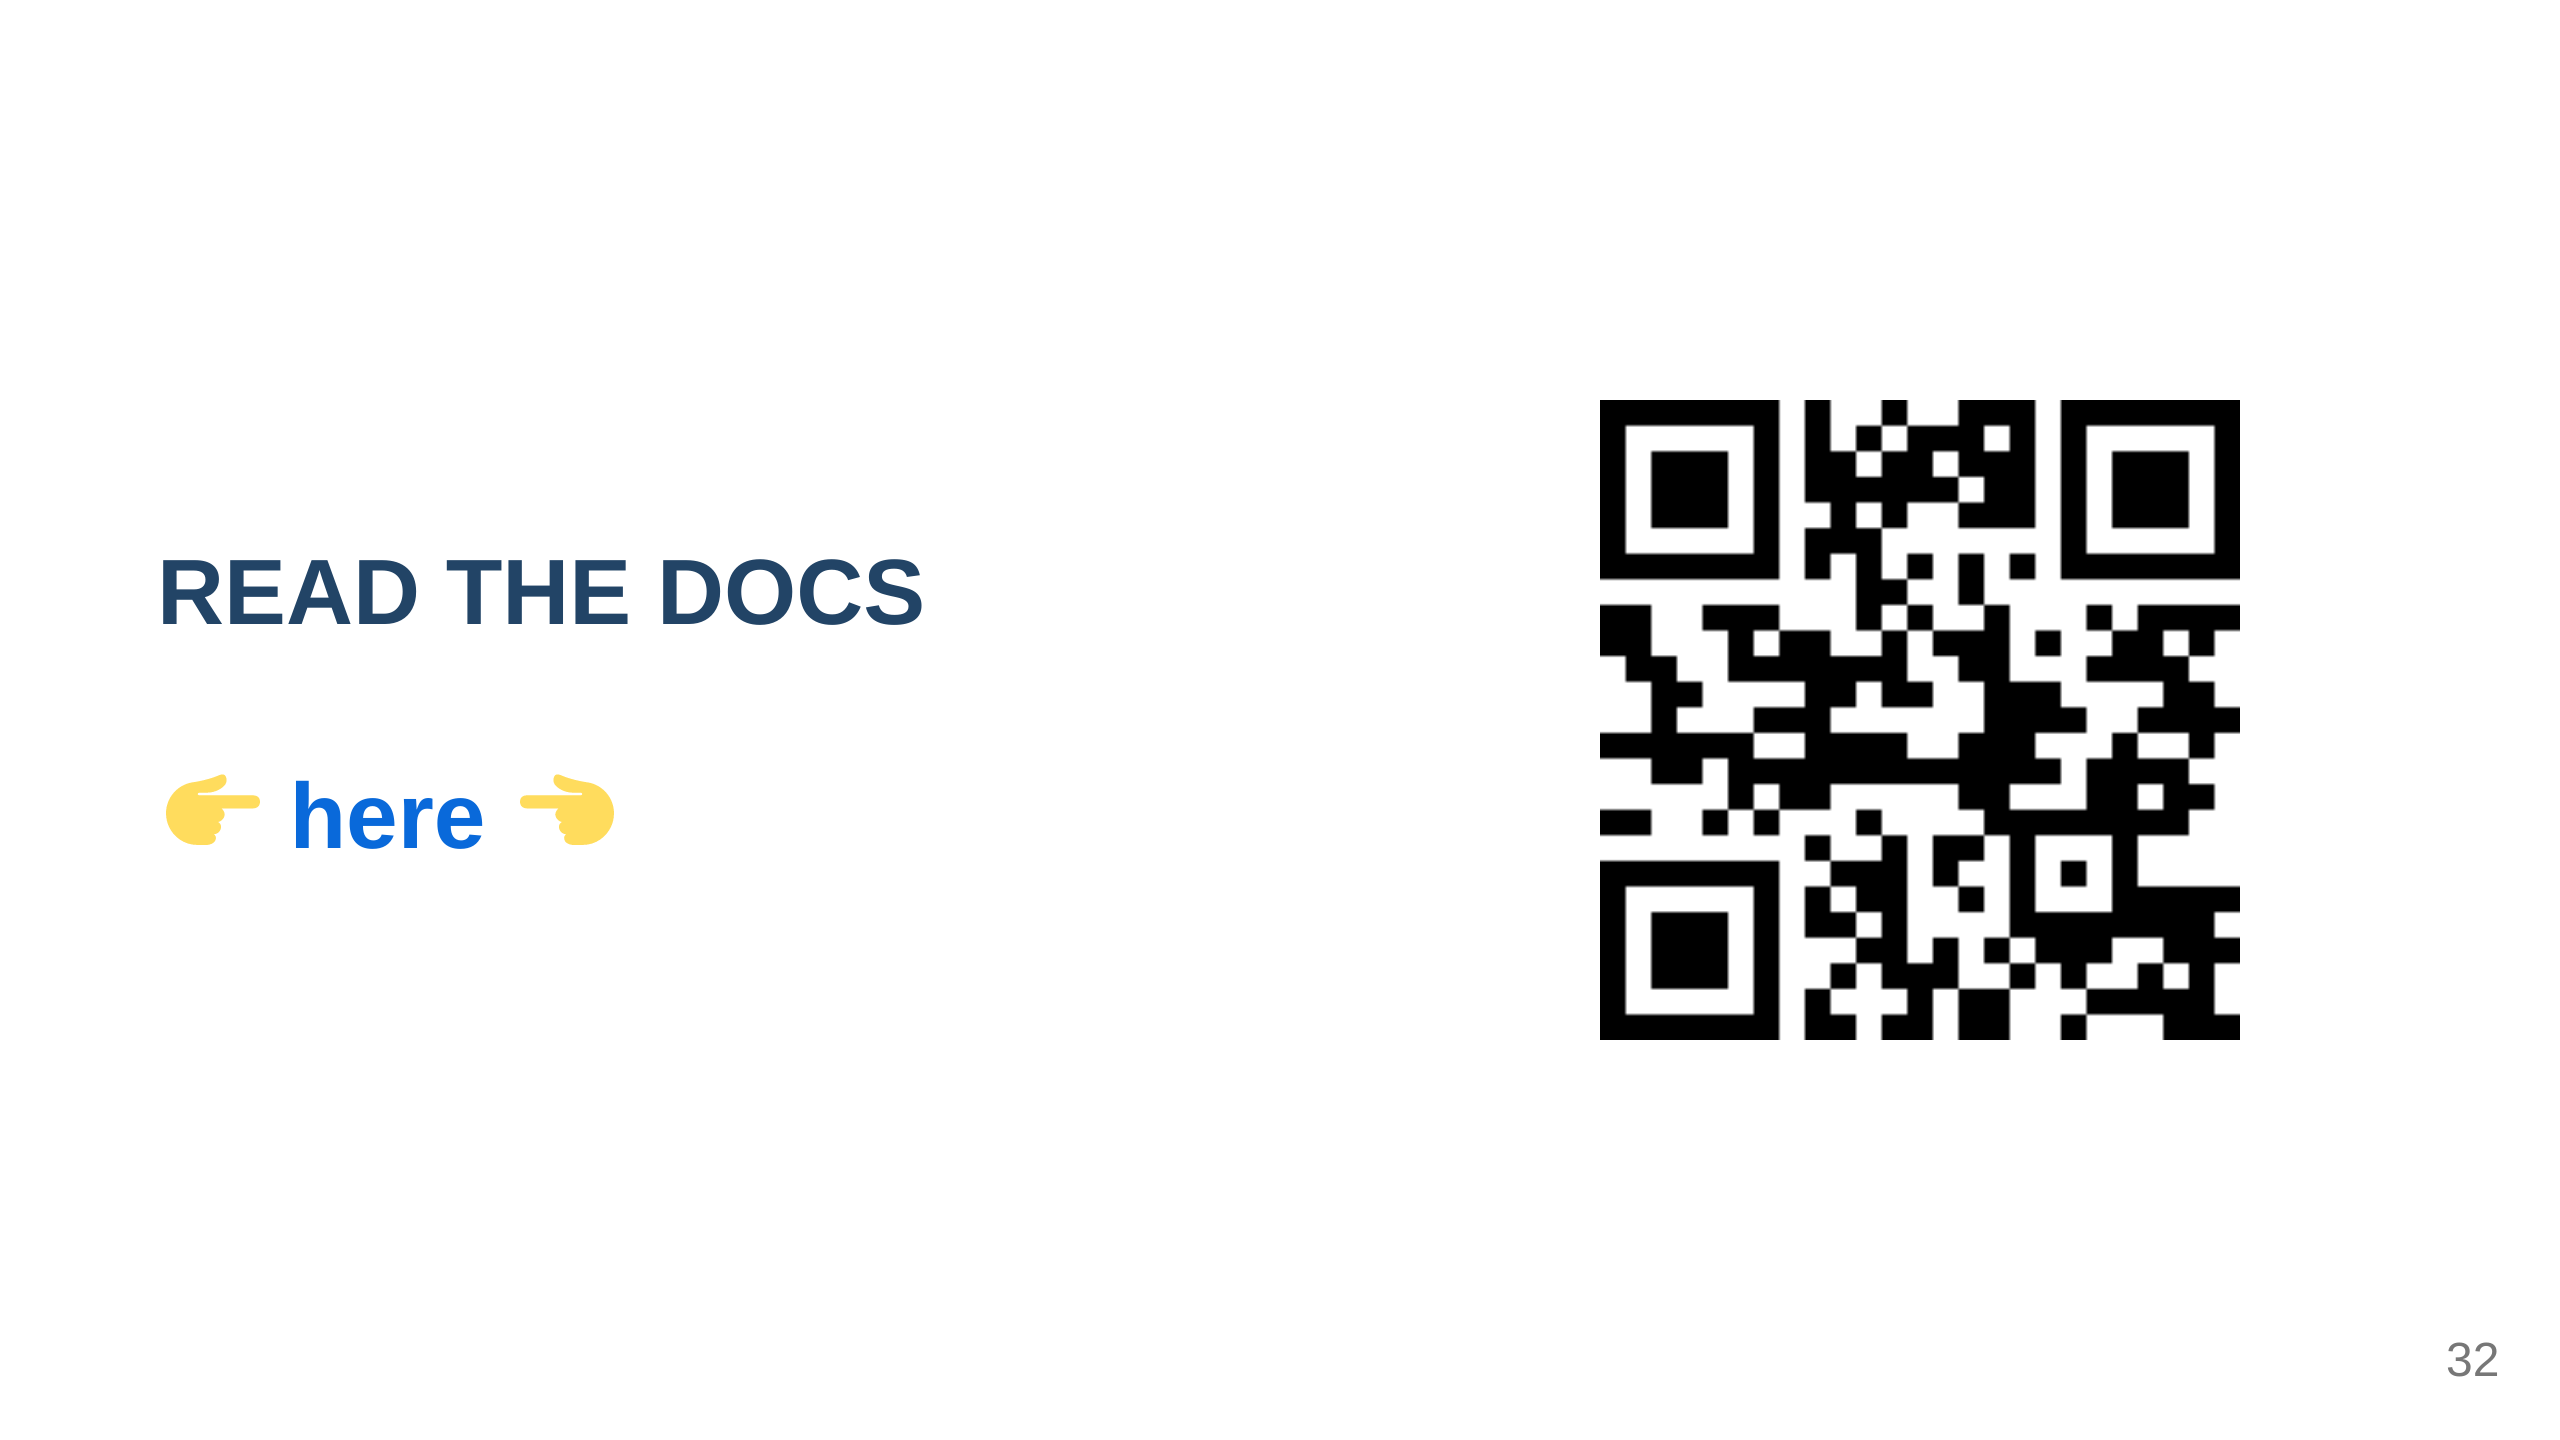 READ THE DOCS
👉 here 👈
32